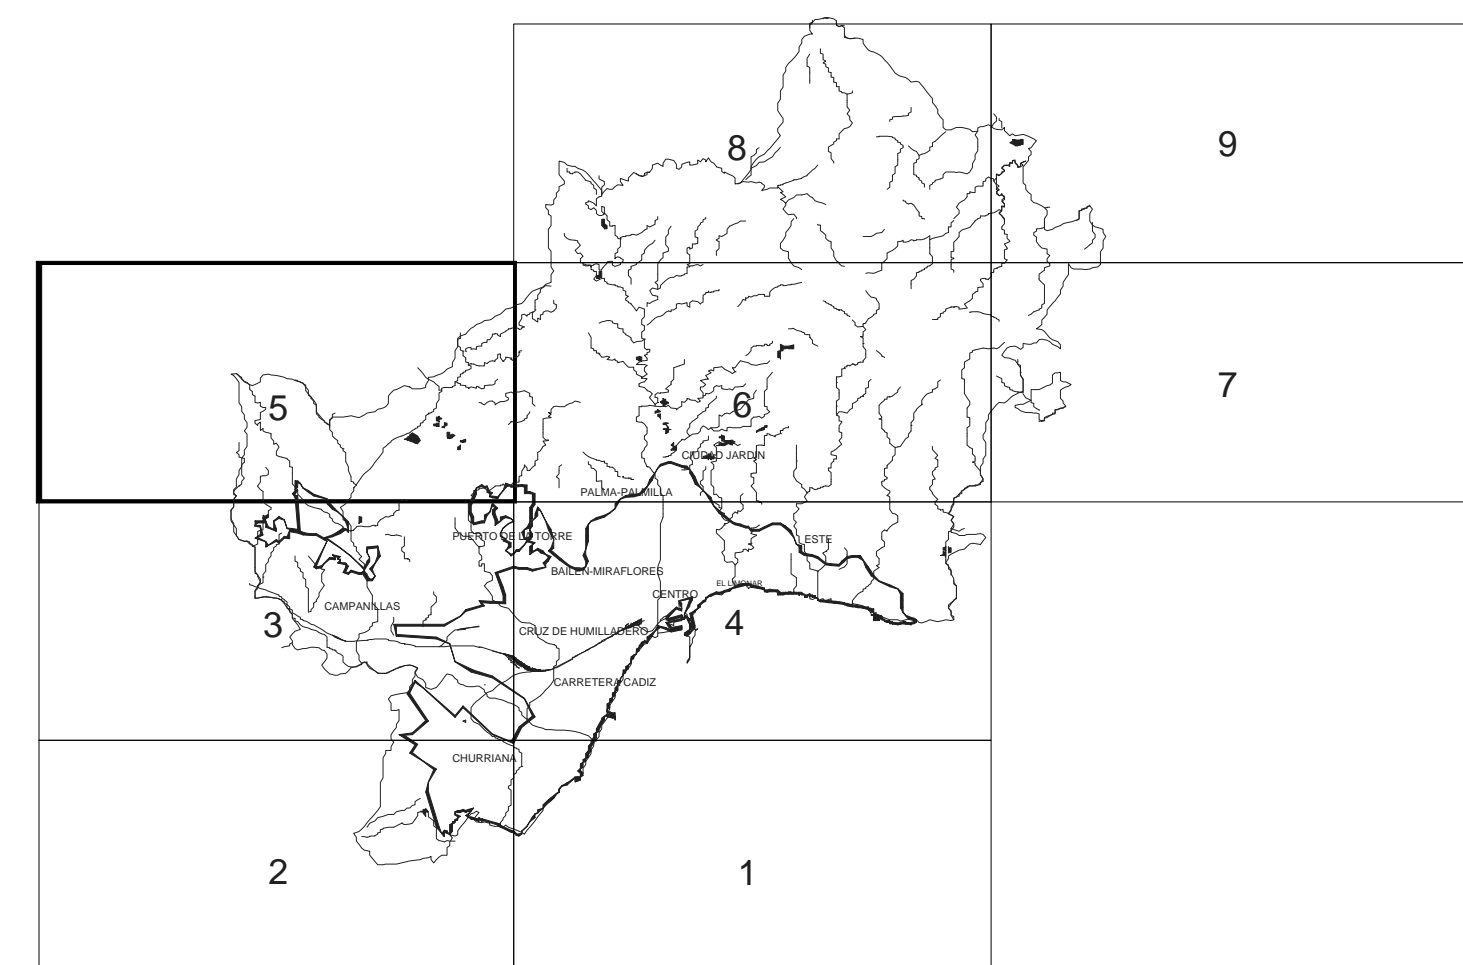 8
9
5
6
7
CIUDAD JARDIN
PALMA-PALMILLA
PUERTO DE LA TORRE
ESTE
BAILEN-MIRAFLORES
EL LIMONAR
CENTRO
CAMPANILLAS
3
CRUZ DE HUMILLADERO
4
CARRETERA CADIZ
CHURRIANA
2
1